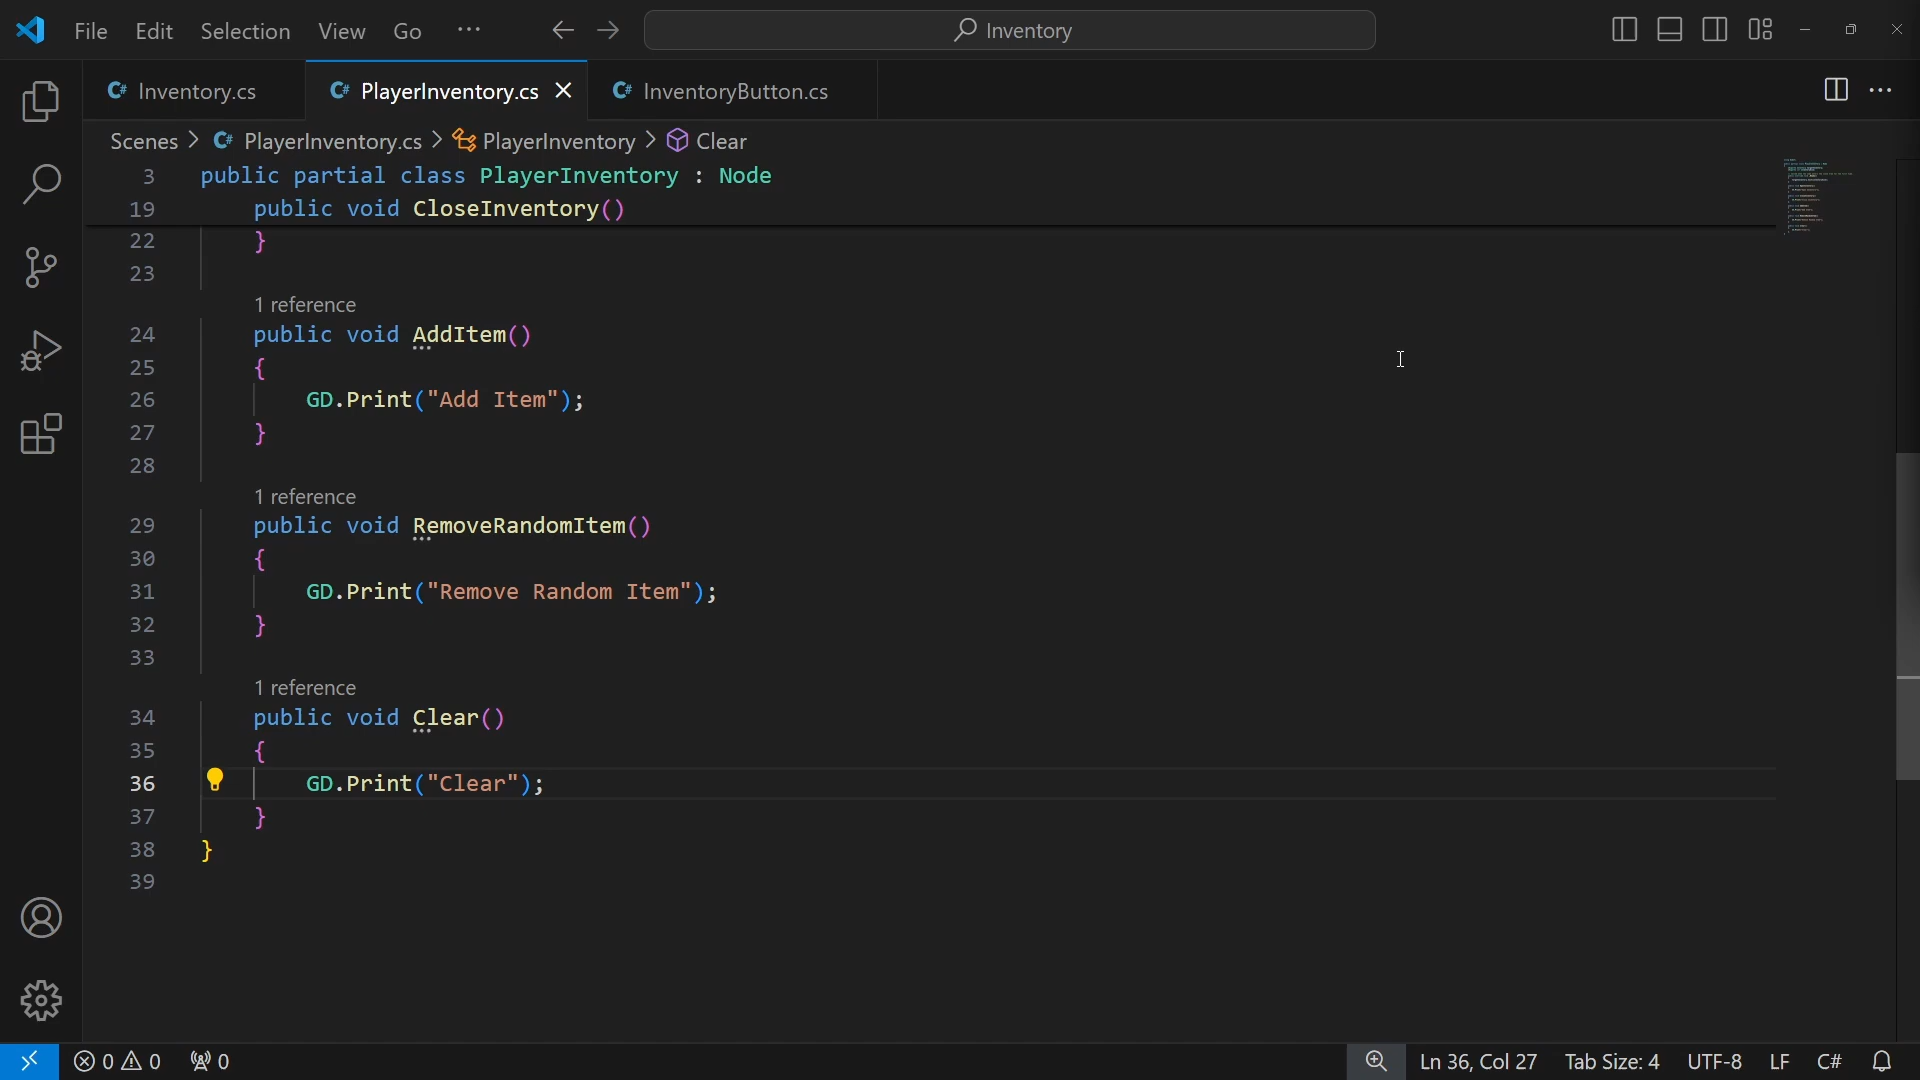 File Edit Selection View Go ··· Inventory
C# Inventory.cs C# PlayerInventory.cs C# InventoryButton.cs
Scenes > C# PlayerInventory.cs > PlayerInventory > Clear
3 public partial class PlayerInventory : Node
19 public void CloseInventory()
22 }
23
1 reference
24 public void AddItem()
25 {
26 GD.Print("Add Item");
27 }
28
1 reference
29 public void RemoveRandomItem()
30 {
31 GD.Print("Remove Random Item");
32 }
33
1 reference
34 public void Clear()
35 {
36 GD.Print("Clear");
37 }
38 }
39
0 0 0 Ln 36, Col 27 Tab Size: 4 UTF-8 LF C#